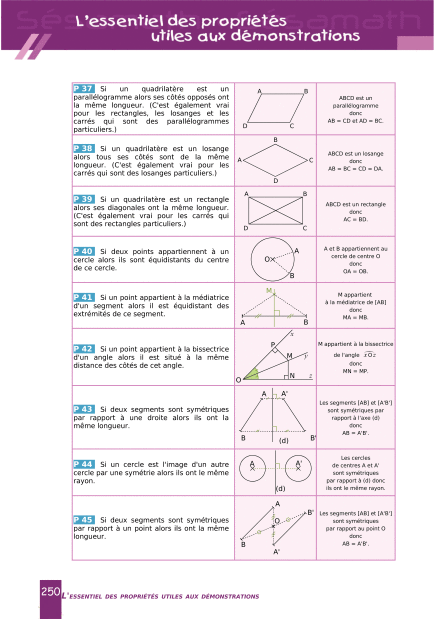 L'essentiel des propriétés
utiles aux démonstrations
P 37 Si un quadrilatère est un
parallélogramme alors ses côtés opposés ont
la même longueur. (C'est également vrai
pour les rectangles, les losanges et les
carrés qui sont des parallélogrammes
particuliers.)
A B
D C
ABCD est un
parallélogramme
donc
AB = CD et AD = BC.
P 38 Si un quadrilatère est un losange
alors tous ses côtés sont de la même
longueur. (C'est également vrai pour les
carrés qui sont des losanges particuliers.)
B
A C
D
ABCD est un losange
donc
AB = BC = CD = DA.
P 39 Si un quadrilatère est un rectangle
alors ses diagonales ont la même longueur.
(C'est également vrai pour les carrés qui
sont des rectangles particuliers.)
A B
D C
ABCD est un rectangle
donc
AC = BD.
P 40 Si deux points appartiennent à un
cercle alors ils sont équidistants du centre
de ce cercle.
A
O
B
A et B appartiennent au
cercle de centre O
donc
OA = OB.
P 41 Si un point appartient à la médiatrice
d'un segment alors il est équidistant des
extrémités de ce segment.
M
A B
M appartient
à la médiatrice de [AB]
donc
MA = MB.
P 42 Si un point appartient à la bissectrice
d'un angle alors il est situé à la même
distance des côtés de cet angle.
x
P
M y
O N z
M appartient à la bissectrice
de l'angle xOz
donc
MN = MP.
P 43 Si deux segments sont symétriques
par rapport à une droite alors ils ont la
même longueur.
A A'
B (d) B'
Les segments [AB] et [A'B']
sont symétriques par
rapport à l'axe (d)
donc
AB = A'B'.
P 44 Si un cercle est l'image d'un autre
cercle par une symétrie alors ils ont le même
rayon.
A A'
(d)
Les cercles
de centres A et A'
sont symétriques
par rapport à (d) donc
ils ont le même rayon.
P 45 Si deux segments sont symétriques
par rapport à un point alors ils ont la même
longueur.
A
B'
O
B
A'
Les segments [AB] et [A'B']
sont symétriques
par rapport au point O
donc
AB = A'B'.
250 L'ESSENTIEL DES PROPRIÉTÉS UTILES AUX DÉMONSTRATIONS